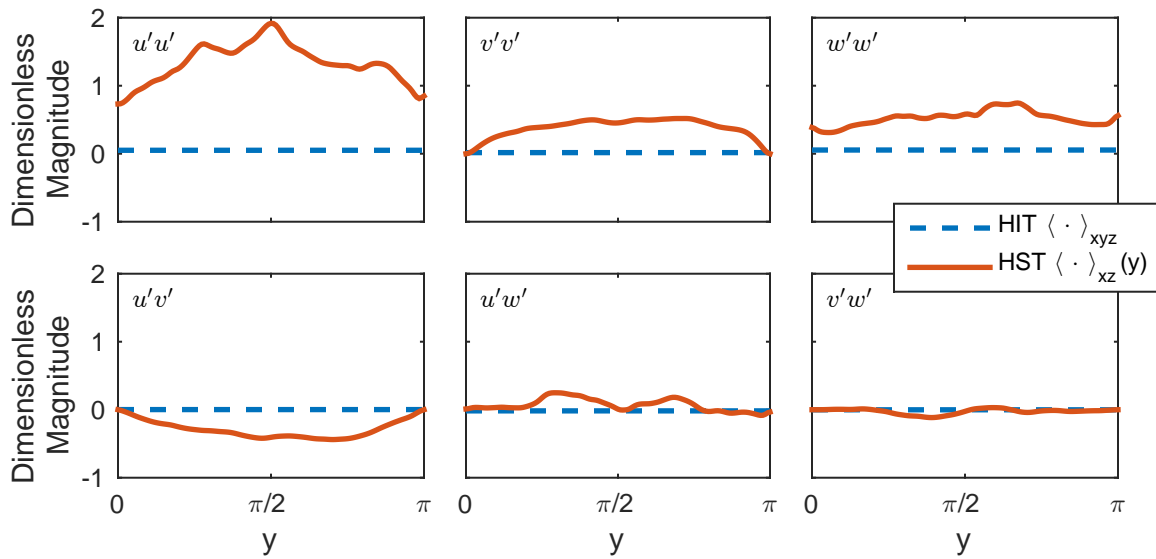 u′u′
v′v′
w′w′
2
1
0
-1
Dimensionless
Magnitude
HIT ⟨ · ⟩xyz
HST ⟨ · ⟩xz(y)
u′v′
u′w′
v′w′
2
1
0
-1
Dimensionless
Magnitude
0 π/2 π
0 π/2 π
0 π/2 π
y
y
y